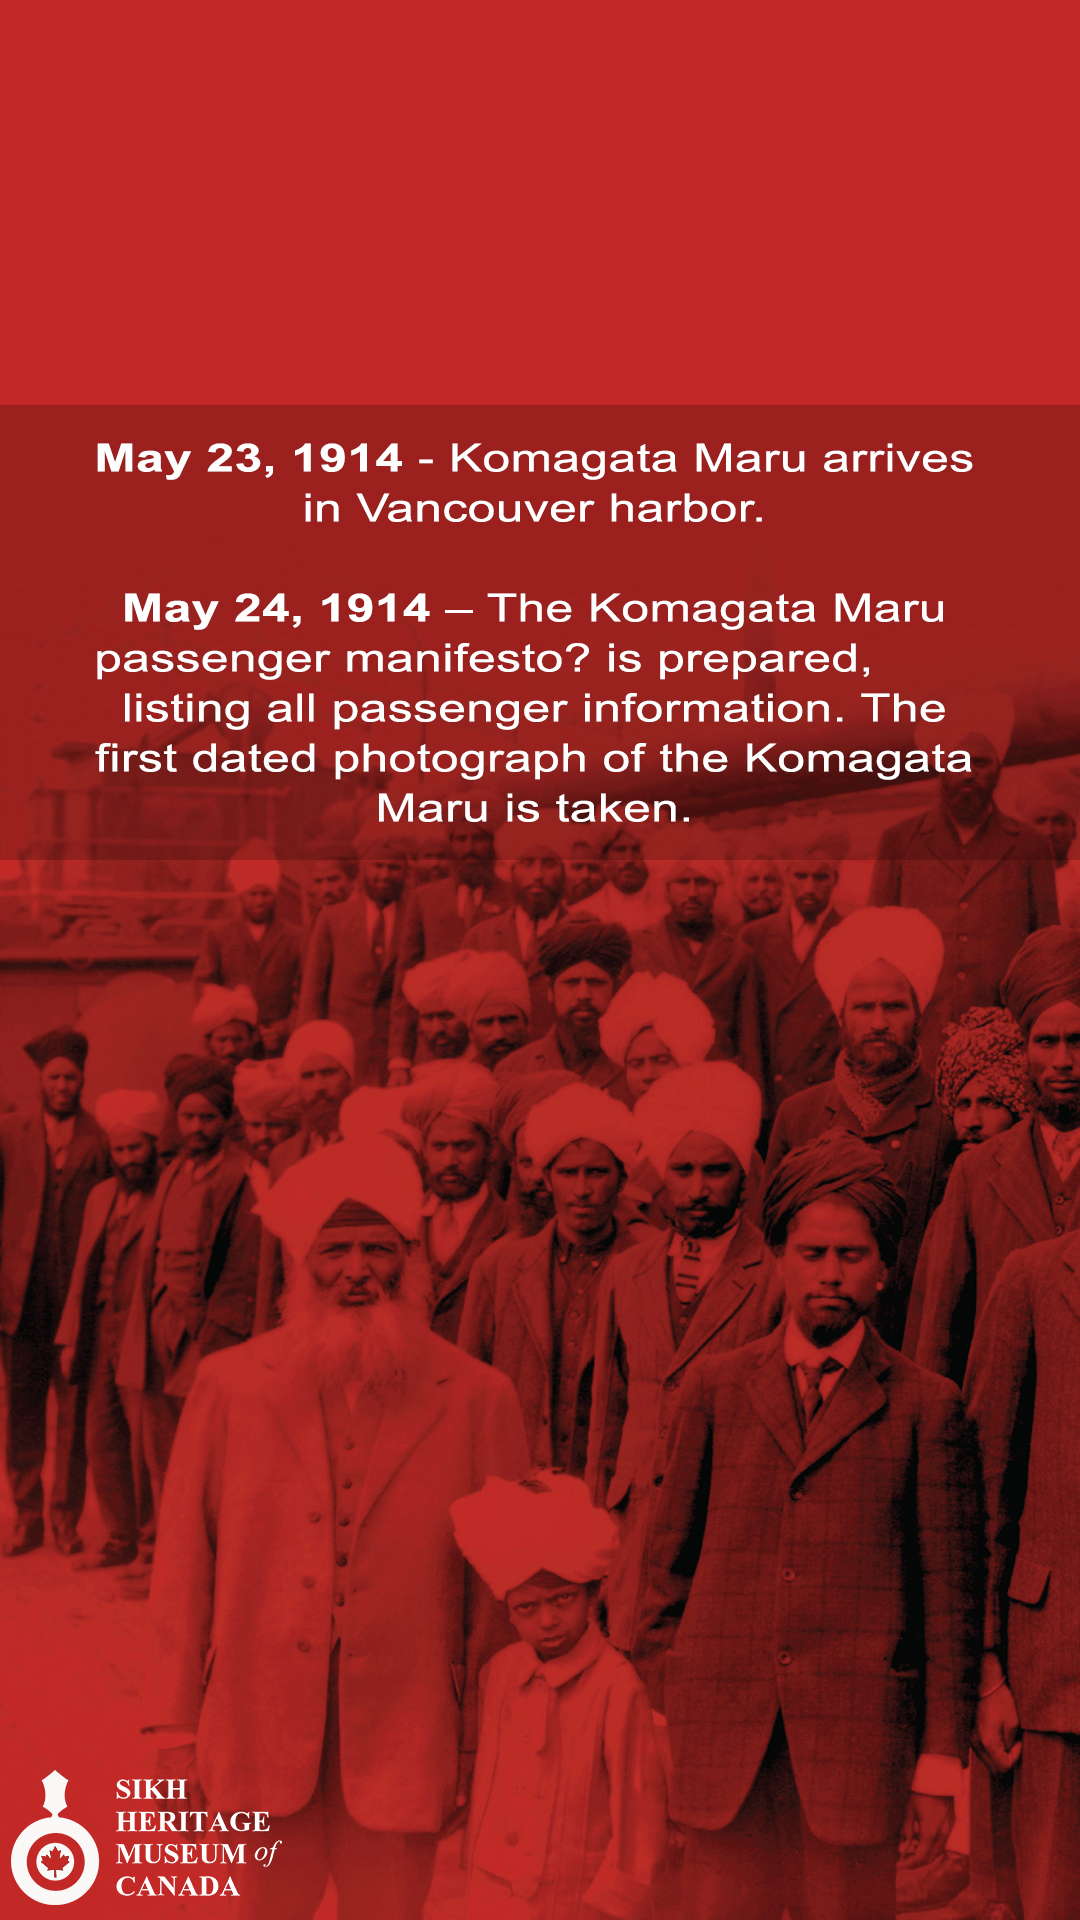 May 23, 1914 - Komagata Maru arrives
in Vancouver harbor.
May 24, 1914 – The Komagata Maru
passenger manifesto? is prepared,
listing all passenger information. The
first dated photograph of the Komagata
Maru is taken.
SIKH
HERITAGE
MUSEUM of
CANADA